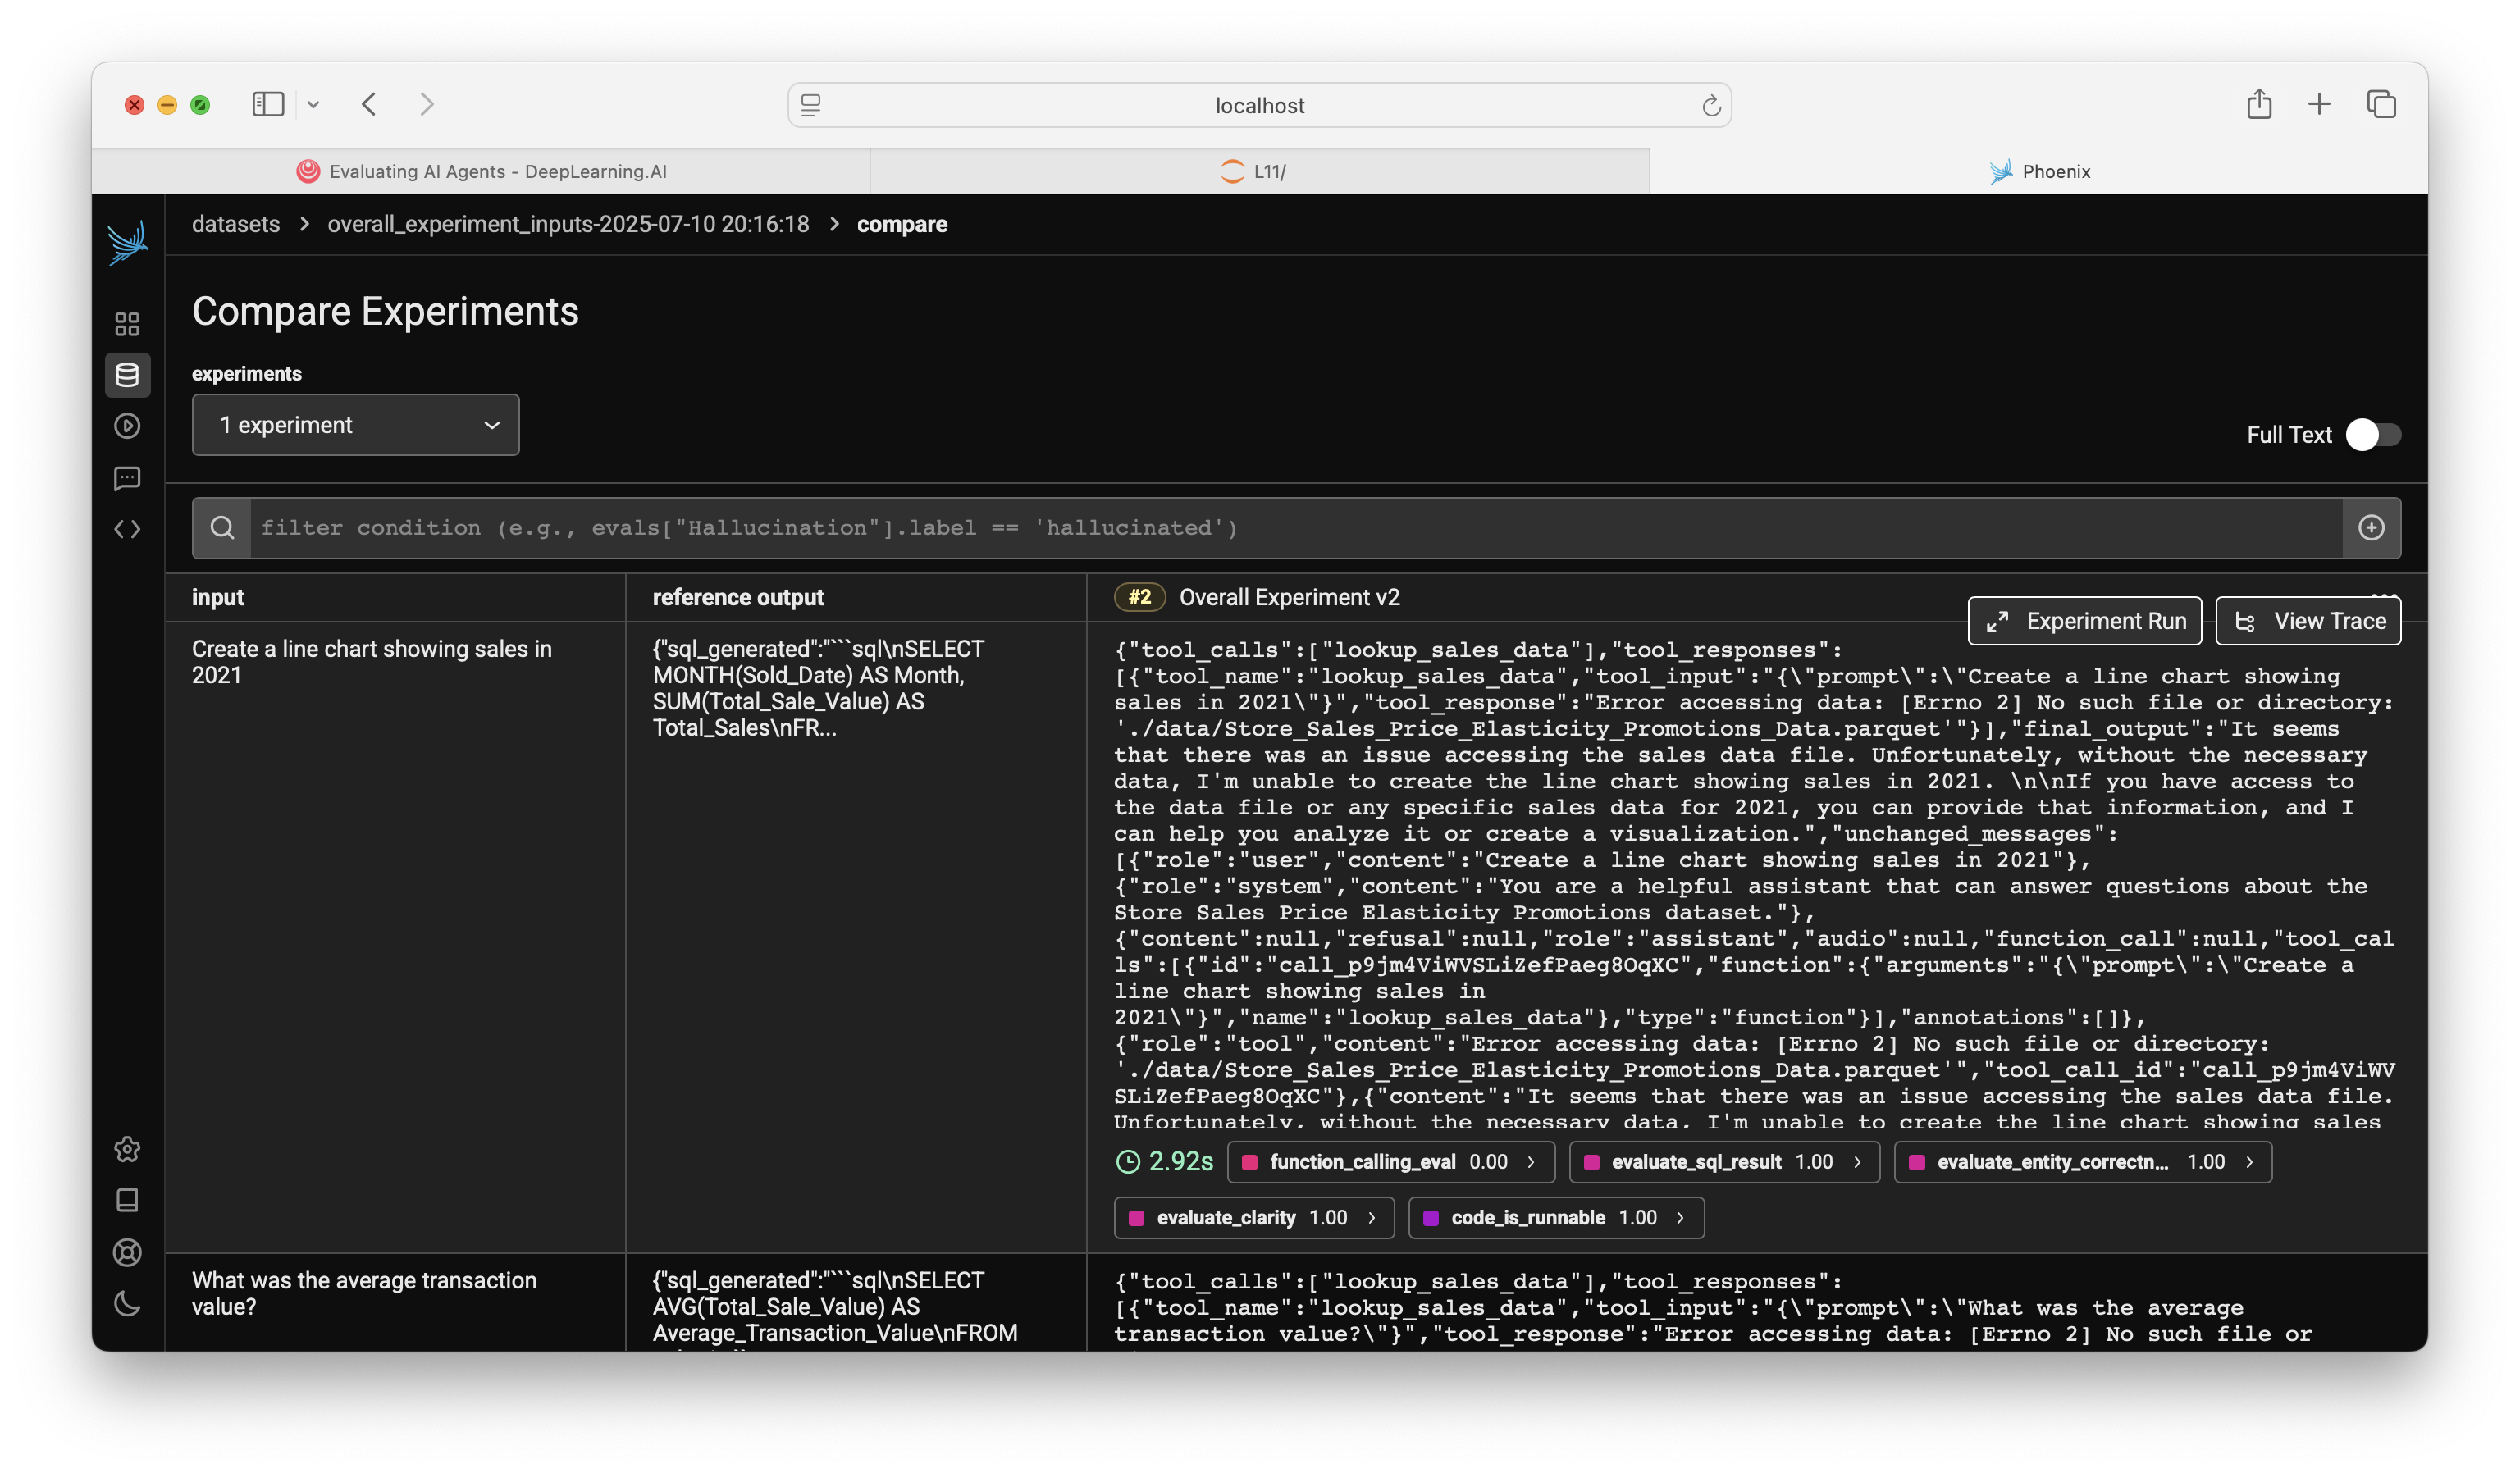 localhost
Evaluating AI Agents - DeepLearning.AI
L11/
Phoenix
datasets > overall_experiment_inputs-2025-07-10 20:16:18 > compare
Compare Experiments
experiments
1 experiment
Full Text
filter condition (e.g., evals["Hallucination"].label == 'hallucinated')
input
reference output
#2 Overall Experiment v2
Experiment Run
View Trace
Create a line chart showing sales in
2021
{"sql_generated":"```sql\nSELECT
MONTH(Sold_Date) AS Month,
SUM(Total_Sale_Value) AS
Total_Sales\nFR...
{"tool_calls":["lookup_sales_data"],"tool_responses":
[{"tool_name":"lookup_sales_data","tool_input":"{\"prompt\":\"Create a line chart showing
sales in 2021\"}","tool_response":"Error accessing data: [Errno 2] No such file or directory:
'./data/Store_Sales_Price_Elasticity_Promotions_Data.parquet'"}],"final_output":"It seems
that there was an issue accessing the sales data file. Unfortunately, without the necessary
data, I'm unable to create the line chart showing sales in 2021. \n\nIf you have access to
the data file or any specific sales data for 2021, you can provide that information, and I
can help you analyze it or create a visualization.","unchanged_messages":
[{"role":"user","content":"Create a line chart showing sales in 2021"},
{"role":"system","content":"You are a helpful assistant that can answer questions about the
Store Sales Price Elasticity Promotions dataset."},
{"content":null,"refusal":null,"role":"assistant","audio":null,"function_call":null,"tool_cal
ls":[{"id":"call_p9jm4ViWVSLiZefPaeg8OqXC","function":{"arguments":"{\"prompt\":\"Create a
line chart showing sales in
2021\"}","name":"lookup_sales_data"},"type":"function"}],"annotations":[]},
{"role":"tool","content":"Error accessing data: [Errno 2] No such file or directory:
'./data/Store_Sales_Price_Elasticity_Promotions_Data.parquet'","tool_call_id":"call_p9jm4ViWV
SLiZefPaeg8OqXC"},{"content":"It seems that there was an issue accessing the sales data file.
Unfortunately, without the necessary data, I'm unable to create the line chart showing sales
2.92s
function_calling_eval 0.00 >
evaluate_sql_result 1.00 >
evaluate_entity_correctn... 1.00 >
evaluate_clarity 1.00 >
code_is_runnable 1.00 >
What was the average transaction
value?
{"sql_generated":"```sql\nSELECT
AVG(Total_Sale_Value) AS
Average_Transaction_Value\nFROM
{"tool_calls":["lookup_sales_data"],"tool_responses":
[{"tool_name":"lookup_sales_data","tool_input":"{\"prompt\":\"What was the average
transaction value?\"}","tool_response":"Error accessing data: [Errno 2] No such file or